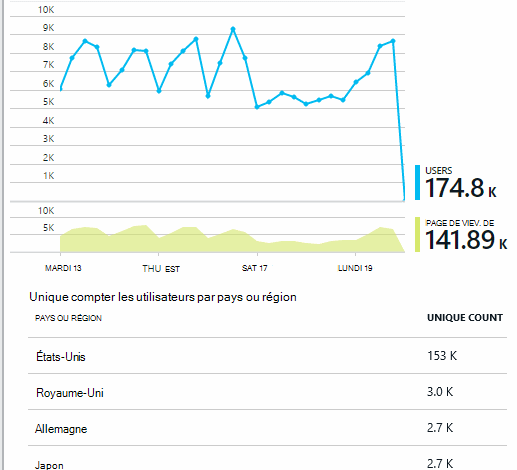 10K
9K
8K
7K
6K
5K
4K
3K
2K
1K
USERS
174.8 K
10K
5K
PAGE DE VIEV. DE
141.89 K
MARDI 13 THU EST SAT 17 LUNDI 19
Unique compter les utilisateurs par pays ou région
PAYS OU RÉGION UNIQUE COUNT
États-Unis 153 K
Royaume-Uni 3.0 K
Allemagne 2.7 K
Japon 2.7 K